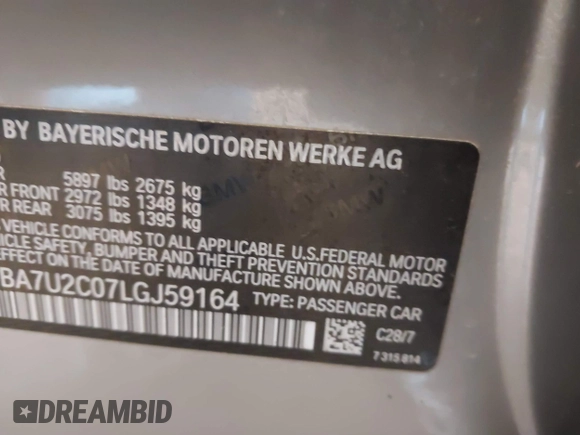 BY BAYERISCHE MOTOREN WERKE AG
R 5897 lbs 2675 kg
R FRONT 2972 lbs 1348 kg
R REAR 3075 lbs 1395 kg
VEHICLE CONFORMS TO ALL APPLICABLE U.S.FEDERAL MOTOR
VEHICLE SAFETY, BUMPER AND THEFT PREVENTION STANDARDS
EFFECT ON THE DATE OF MANUFACTURE SHOWN ABOVE.
BA7U2C07LGJ59164 TYPE: PASSENGER CAR
C28/7
7 315 814
DREAMBID